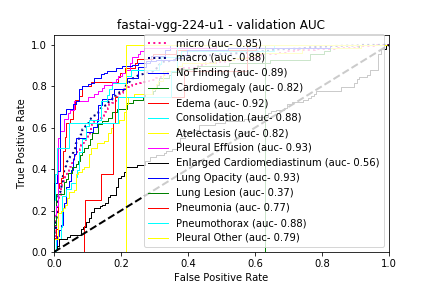 fastai-vgg-224-u1 - validation AUC
True Positive Rate
1.0
0.8
0.6
0.4
0.2
0.0
micro (auc- 0.85)
macro (auc- 0.88)
No Finding (auc- 0.89)
Cardiomegaly (auc- 0.82)
Edema (auc- 0.92)
Consolidation (auc- 0.88)
Atelectasis (auc- 0.82)
Pleural Effusion (auc- 0.93)
Enlarged Cardiomediastinum (auc- 0.56)
Lung Opacity (auc- 0.93)
Lung Lesion (auc- 0.37)
Pneumonia (auc- 0.77)
Pneumothorax (auc- 0.88)
Pleural Other (auc- 0.79)
0.0 0.2 0.4 0.6 0.8 1.0
False Positive Rate